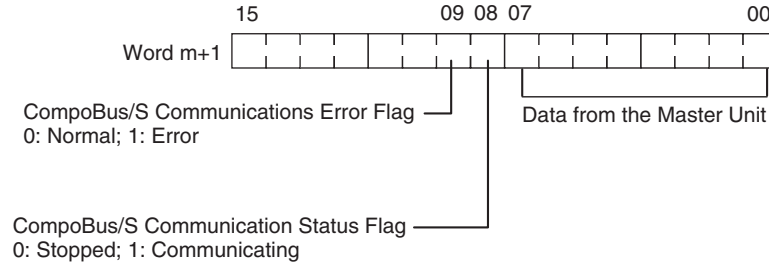 15 09 08 07 00
Word m+1
CompoBus/S Communications Error Flag
0: Normal; 1: Error
Data from the Master Unit
CompoBus/S Communication Status Flag
0: Stopped; 1: Communicating